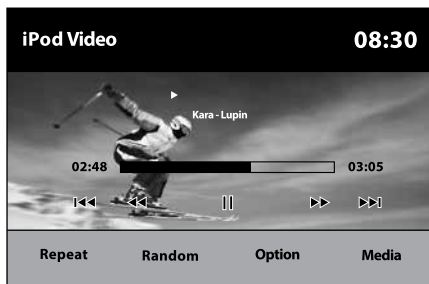 iPod Video 08:30
Kara - Lupin
02:48 03:05
Repeat Random Option Media